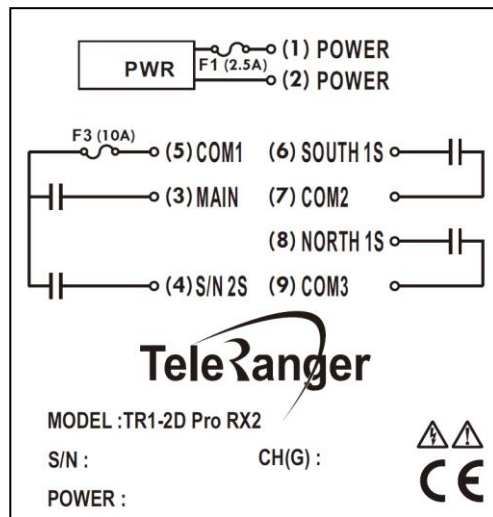 PWR
F1 (2.5A)
(1) POWER
(2) POWER
F3 (10A)
(5) COM1 (6) SOUTH 1S
(3) MAIN (7) COM2
(8) NORTH 1S
(4) S/N 2S (9) COM3
TeleRanger
MODEL :TR1-2D Pro RX2
S/N : CH(G) :
POWER :
CE